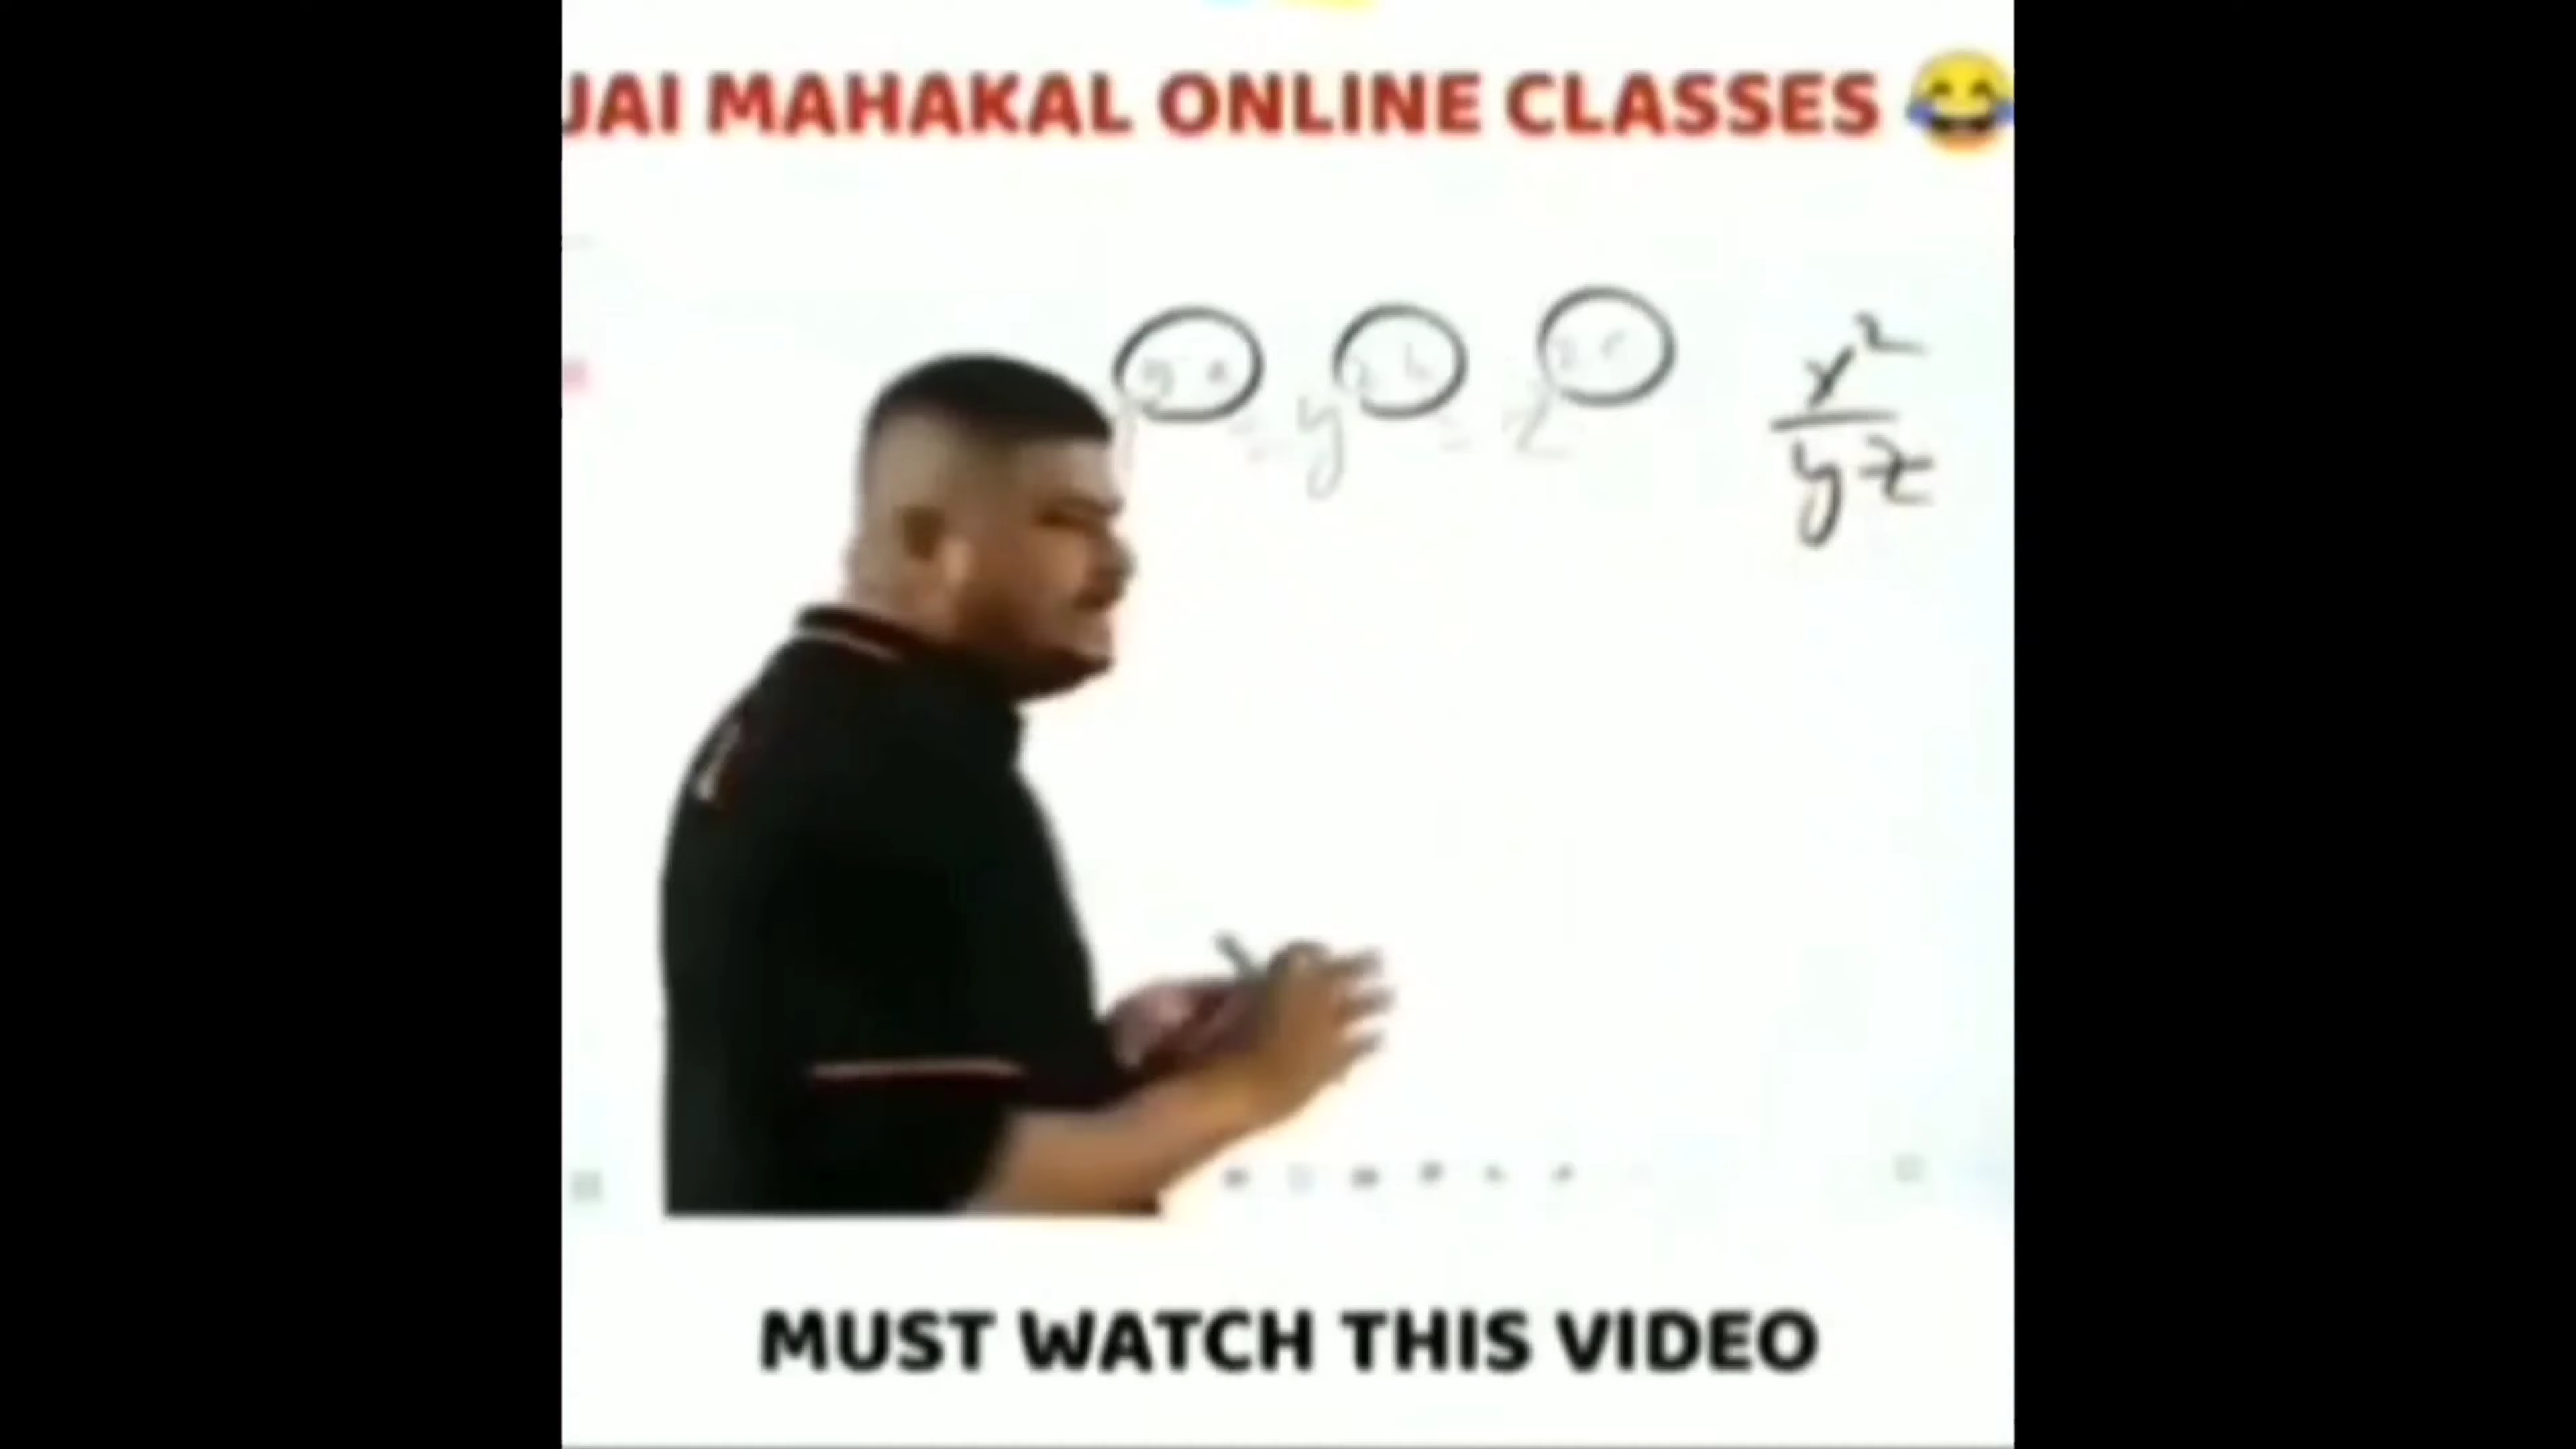 JAI MAHAKAL ONLINE CLASSES 😂
= y = z
x²
yz
MUST WATCH THIS VIDEO